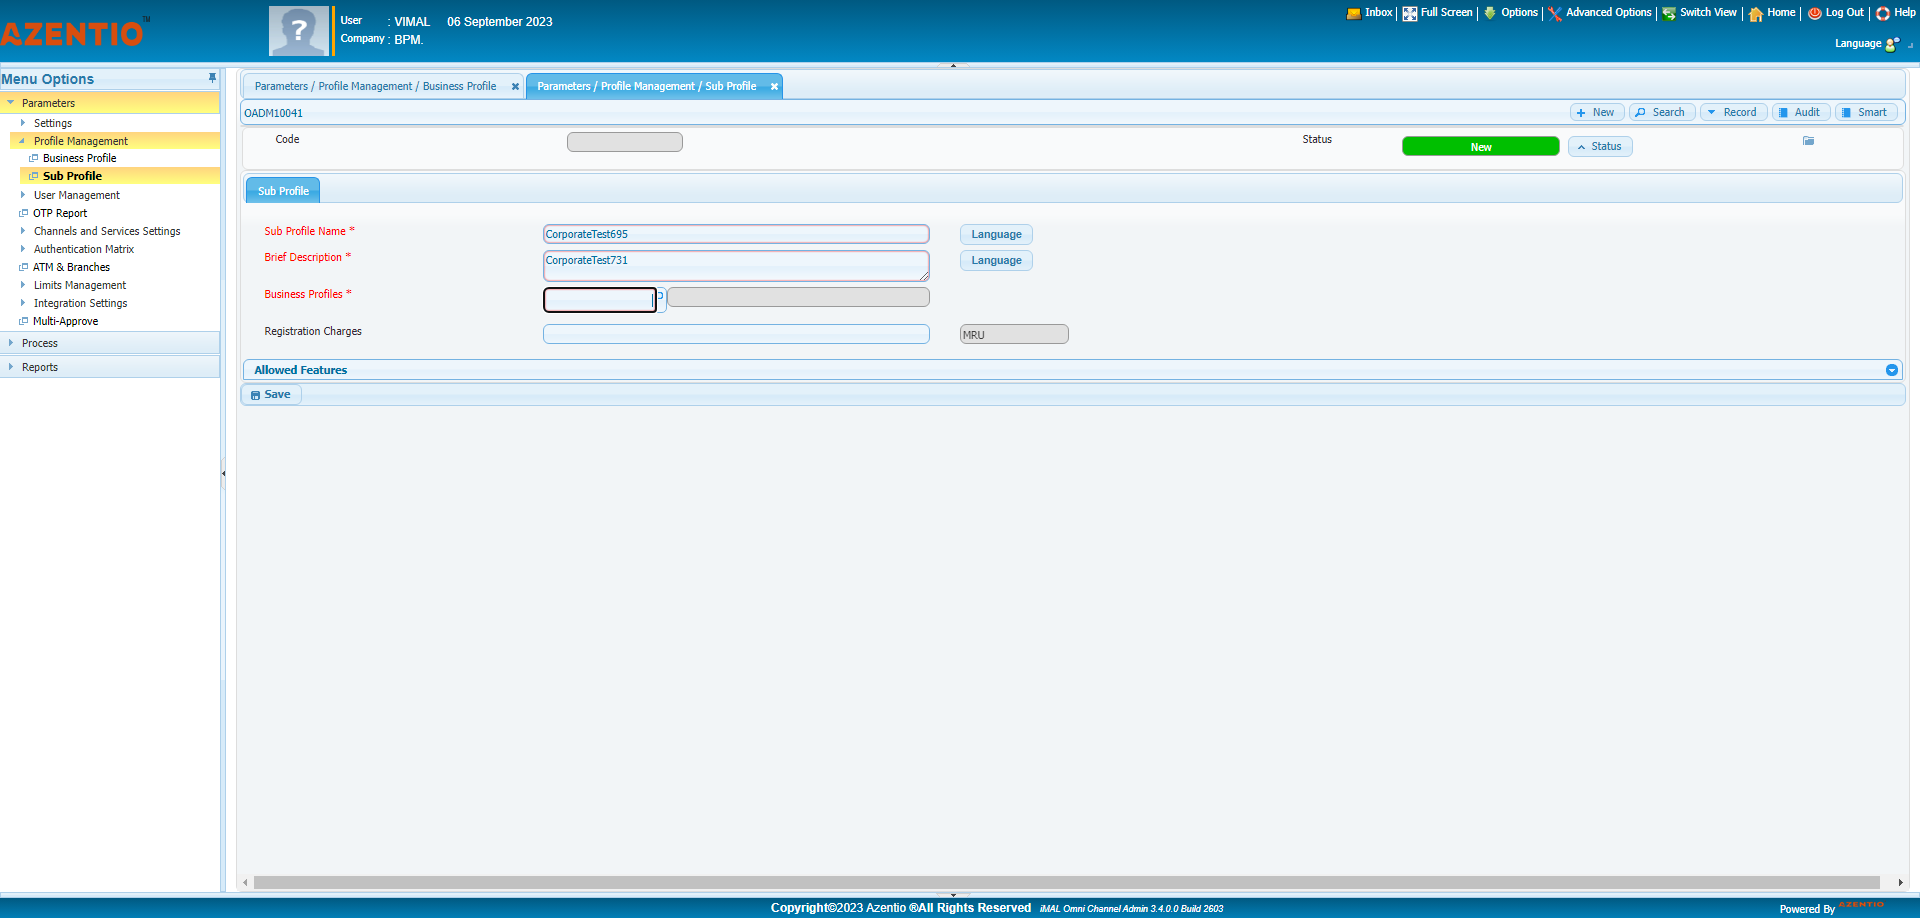 AZENTIO™
?
User : VIMAL 06 September 2023
Company : BPM.
Inbox Full Screen Options Advanced Options Switch View Home Log Out Help
Language
Menu Options
Parameters
Settings
Profile Management
Business Profile
Sub Profile
User Management
OTP Report
Channels and Services Settings
Authentication Matrix
ATM & Branches
Limits Management
Integration Settings
Multi-Approve
Process
Reports
Parameters / Profile Management / Business Profile
Parameters / Profile Management / Sub Profile
OADM10041
New Search Record Audit Smart
Code
Status New Status
Sub Profile
Sub Profile Name * CorporateTest695 Language
Brief Description * CorporateTest731 Language
Business Profiles *
Registration Charges MRU
Allowed Features
Save
Copyright©2023 Azentio ®All Rights Reserved iMAL Omni Channel Admin 3.4.0.0 Build 2603
Powered By AZENTIO